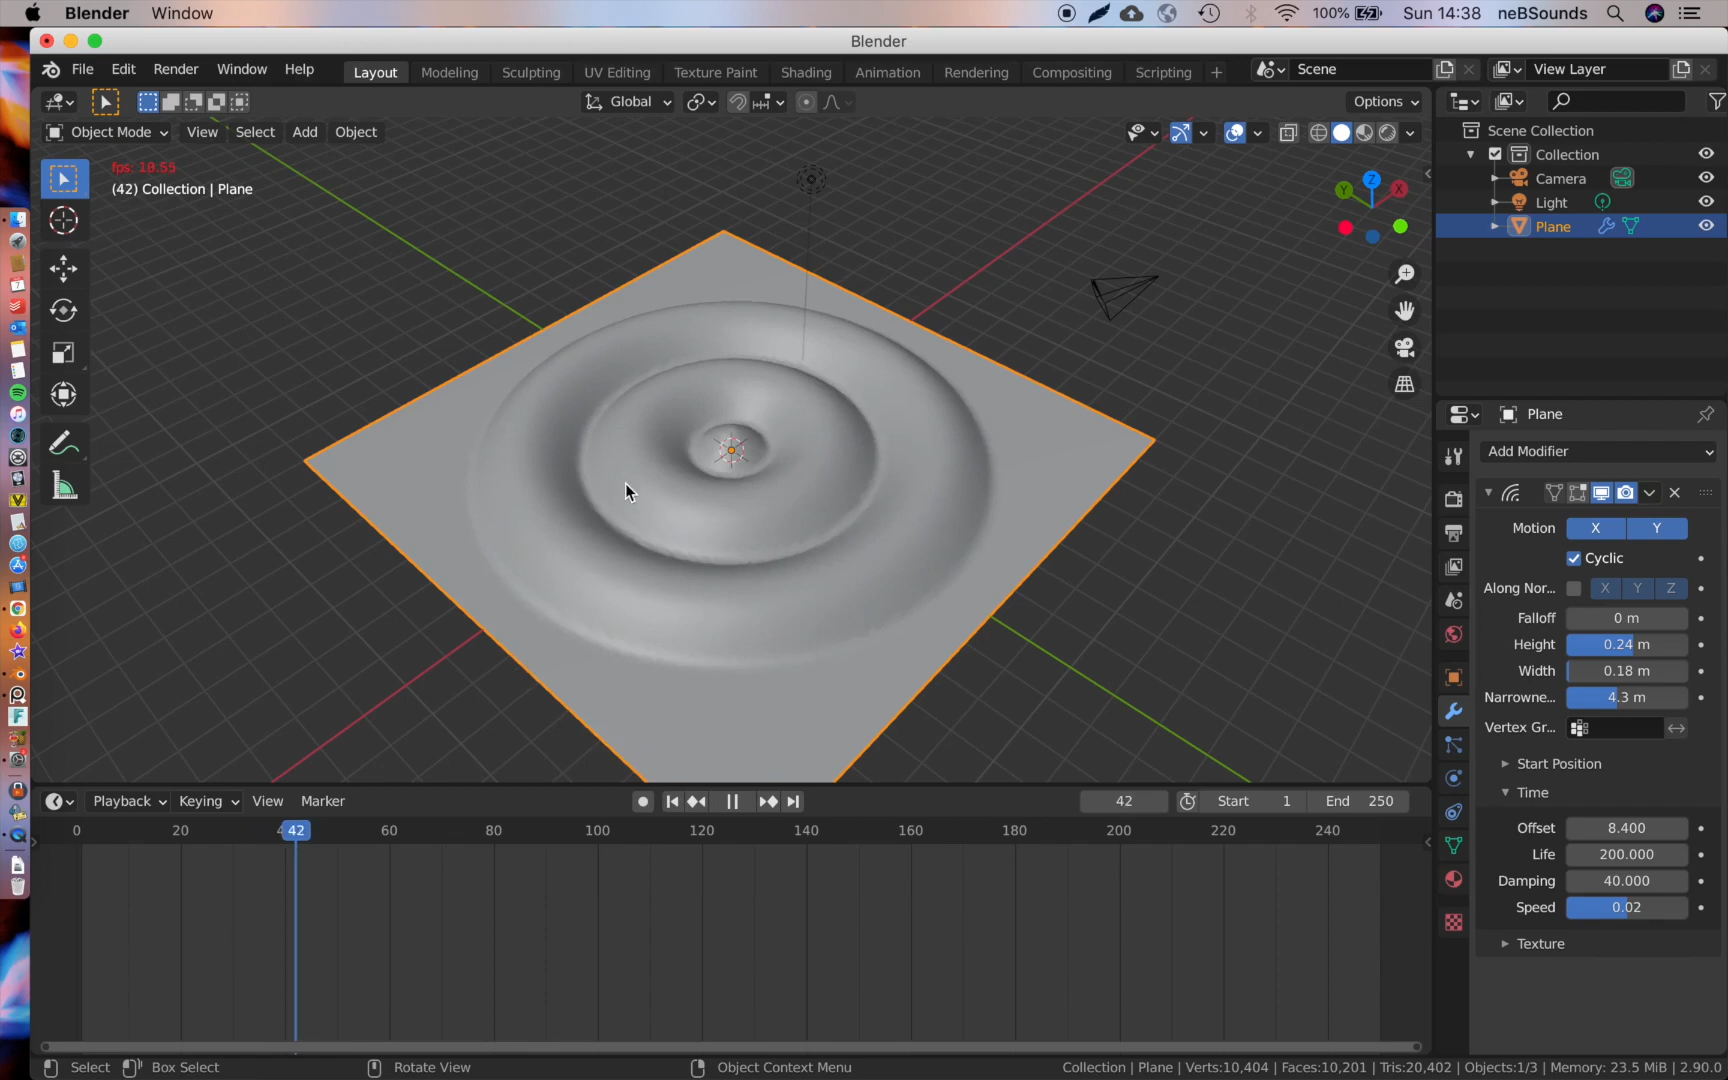 Blender Window 100% Sun 14:38 neBSounds
Blender
File Edit Render Window Help Layout Modeling Sculpting UV Editing Texture Paint Shading Animation Rendering Compositing Scripting + Scene View Layer
Global Options
Object Mode View Select Add Object
Scene Collection
Collection
Camera
Light
Plane
fps: 18.55
(42) Collection | Plane
Z
Y
X
Plane
Add Modifier
Motion X Y
Cyclic
Along Nor... X Y Z
Falloff 0 m
Height 0.24 m
Width 0.18 m
Narrowne... 4.3 m
Vertex Gr...
Start Position
Time
Offset 8.400
Life 200.000
Damping 40.000
Speed 0.02
Texture
Playback Keying View Marker 42 Start 1 End 250
0 20 42 60 80 100 120 140 160 180 200 220 240
Select Box Select Rotate View Object Context Menu Collection | Plane | Verts:10,404 | Faces:10,201 | Tris:20,402 | Objects:1/3 | Memory: 23.5 MiB | 2.90.0